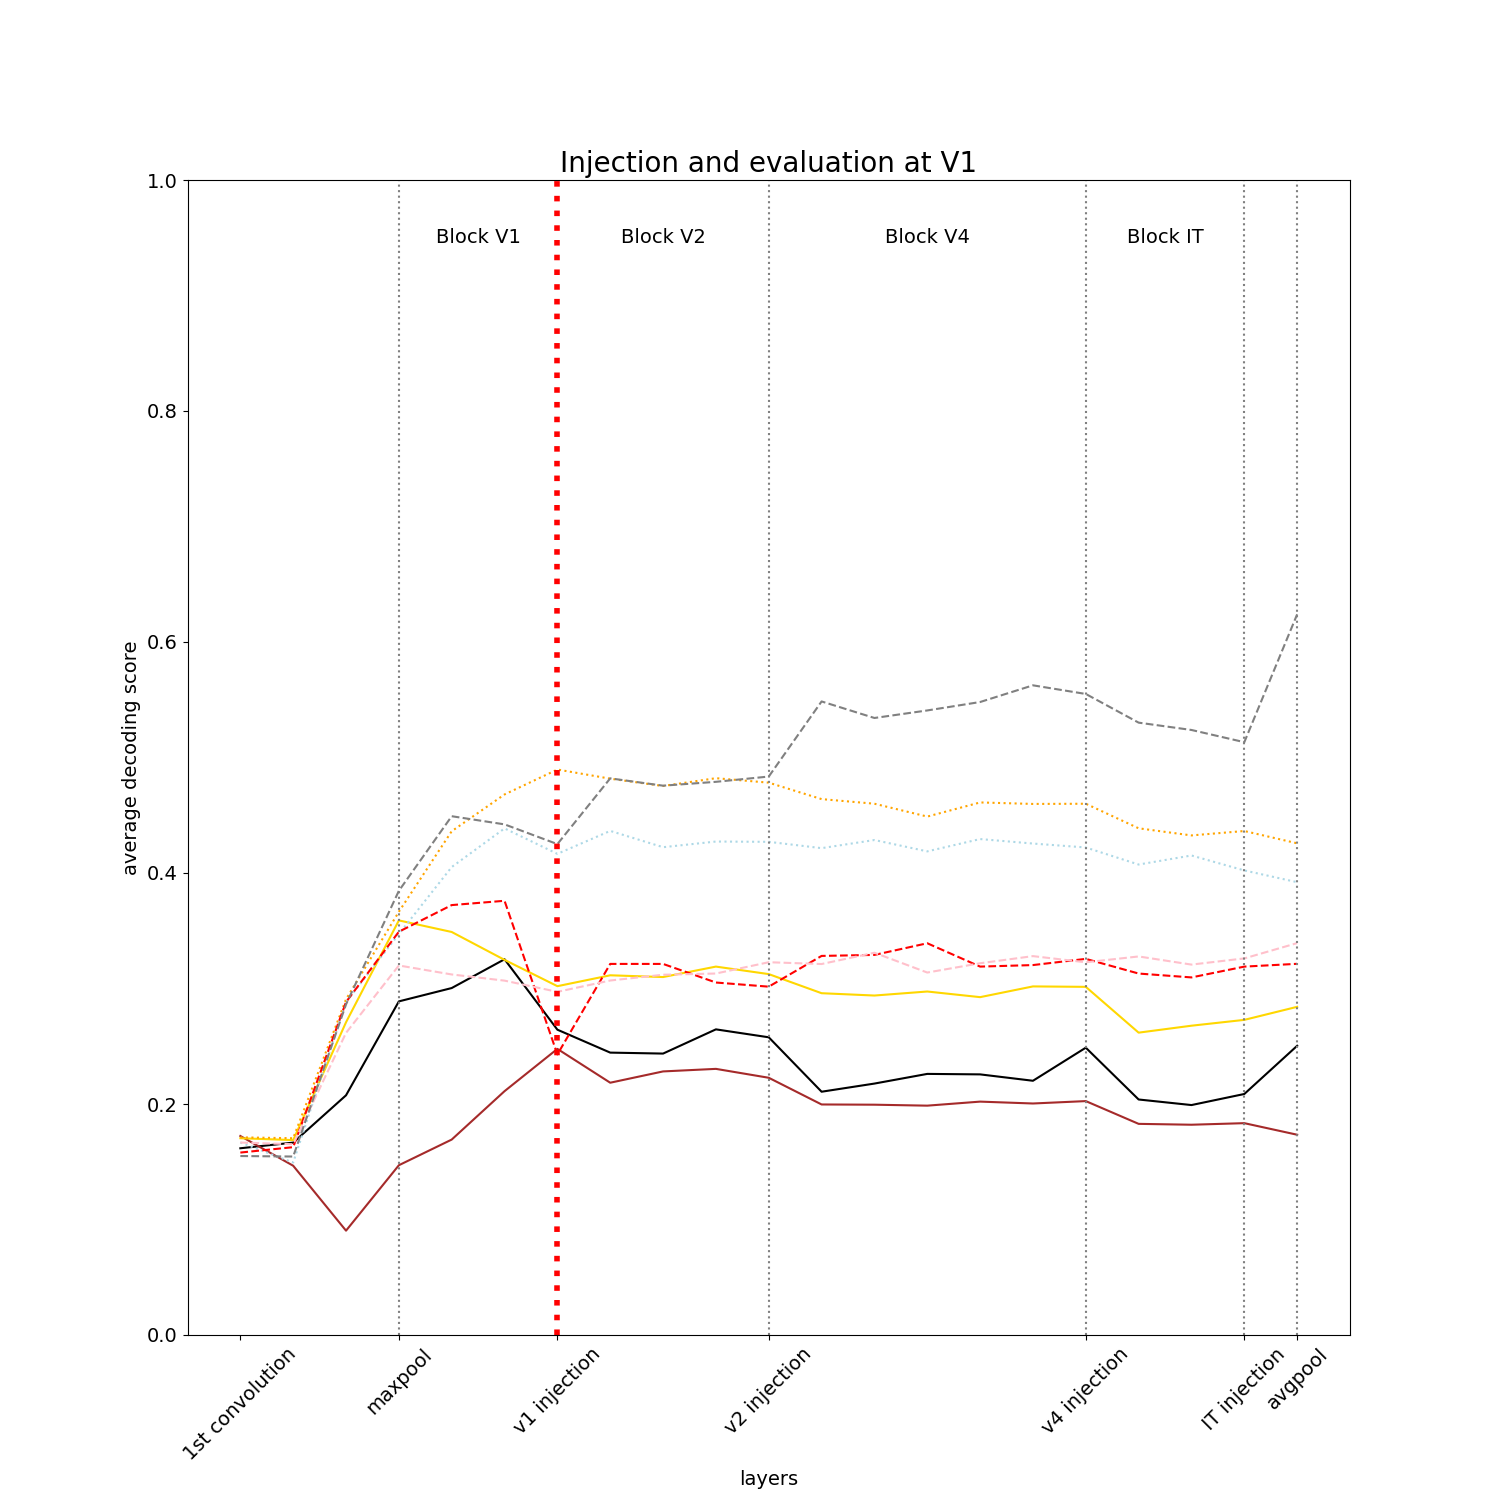 Injection and evaluation at V1
1.0
Block V1
Block V2
Block V4
Block IT
0.8
0.6
average decoding score
0.4
0.2
0.0
1st convolution
maxpool
v1 injection
v2 injection
v4 injection
IT injection
avgpool
layers